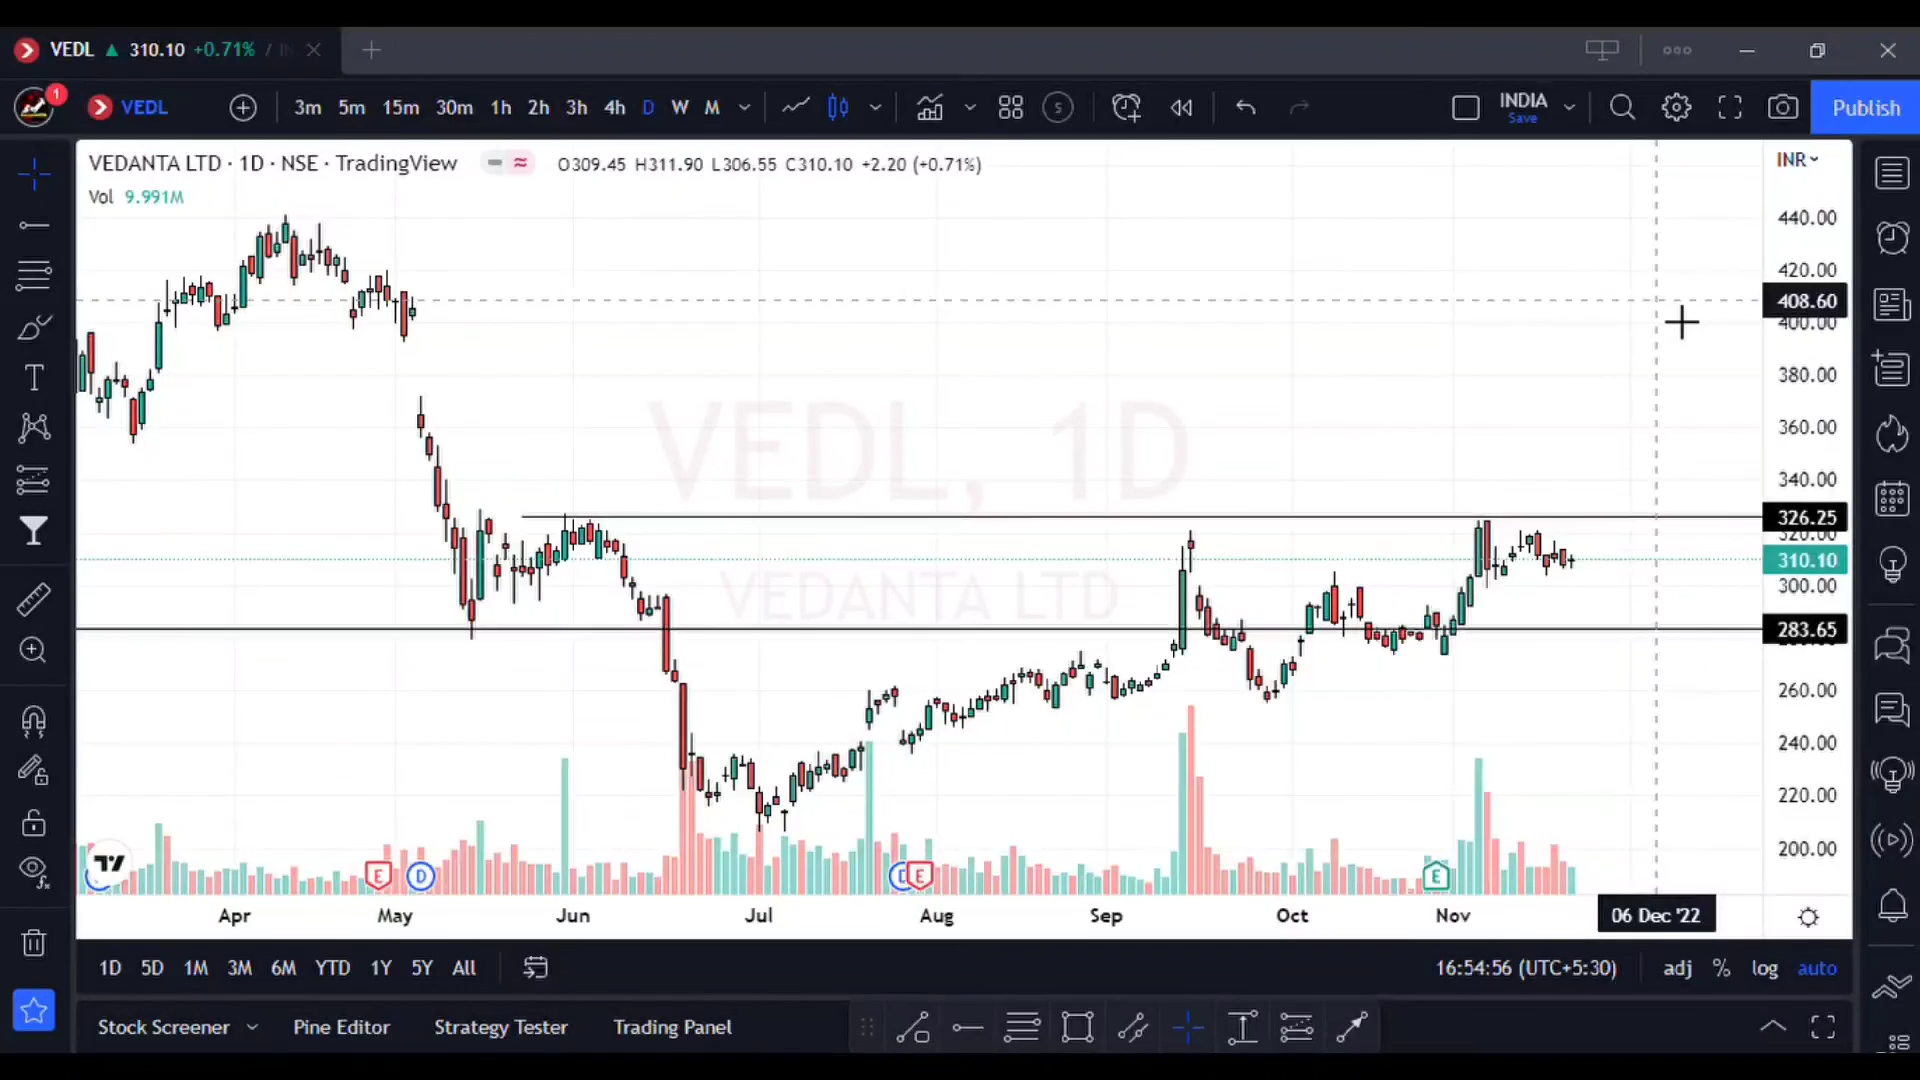 VEDL ▲ 310.10 +0.71% /
1
VEDL
3m 5m 15m 30m 1h 2h 3h 4h D W M
S
INDIA
Save
Publish
VEDANTA LTD · 1D · NSE · TradingView
O309.45 H311.90 L306.55 C310.10 +2.20 (+0.71%)
INR
Vol 9.991M
440.00
420.00
408.60
400.00
380.00
360.00
340.00
326.25
320.00
310.10
300.00
283.65
260.00
240.00
220.00
200.00
VEDL, 1D
VEDANTA LTD
E D E E
Apr May Jun Jul Aug Sep Oct Nov 06 Dec '22
1D 5D 1M 3M 6M YTD 1Y 5Y All
16:54:56 (UTC+5:30) adj % log auto
Stock Screener Pine Editor Strategy Tester Trading Panel